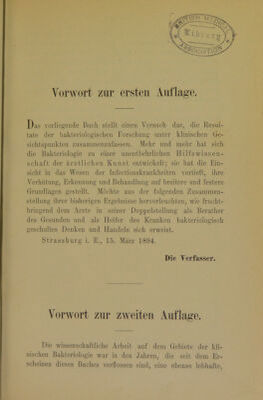 BRITISH MEDICAL
LIBRARY
ASSOCIATION
Vorwort zur ersten Auflage.
Das vorliegende Buch stellt einen Versuch dar, die Resul-
tate der bakteriologischen Forschung unter klinischen Ge-
sichtspunkten zusammenzufassen. Mehr und mehr hat sich
die Bakteriologie zu einer unentbehrlichen Hilfswissen-
schaft der ärztlichen Kunst entwickelt; sie hat die Ein-
sicht in das Wesen der Infectionskrankheiten vertieft, ihre
Verhütung, Erkennung und Behandlung auf breitere und festere
Grundlagen gestellt. Möchte aus der folgenden Zusammen-
stellung ihrer bisherigen Ergebnisse hervorleuchten, wie frucht-
bringend dem Arzte in seiner Doppelstellung als Berather
des Gesunden und als Helfer des Kranken bakteriologisch
geschultes Denken und Handeln sich erweist.
Strassburg i. E., 15. März 1894.
Die Verfasser.
Vorwort zur zweiten Auflage.
Die wissenschaftliche Arbeit auf dem Gebiete der kli-
nischen Bakteriologie war in den Jahren, die seit dem Er-
scheinen dieses Buches verflossen sind, eine ebenso lebhafte,